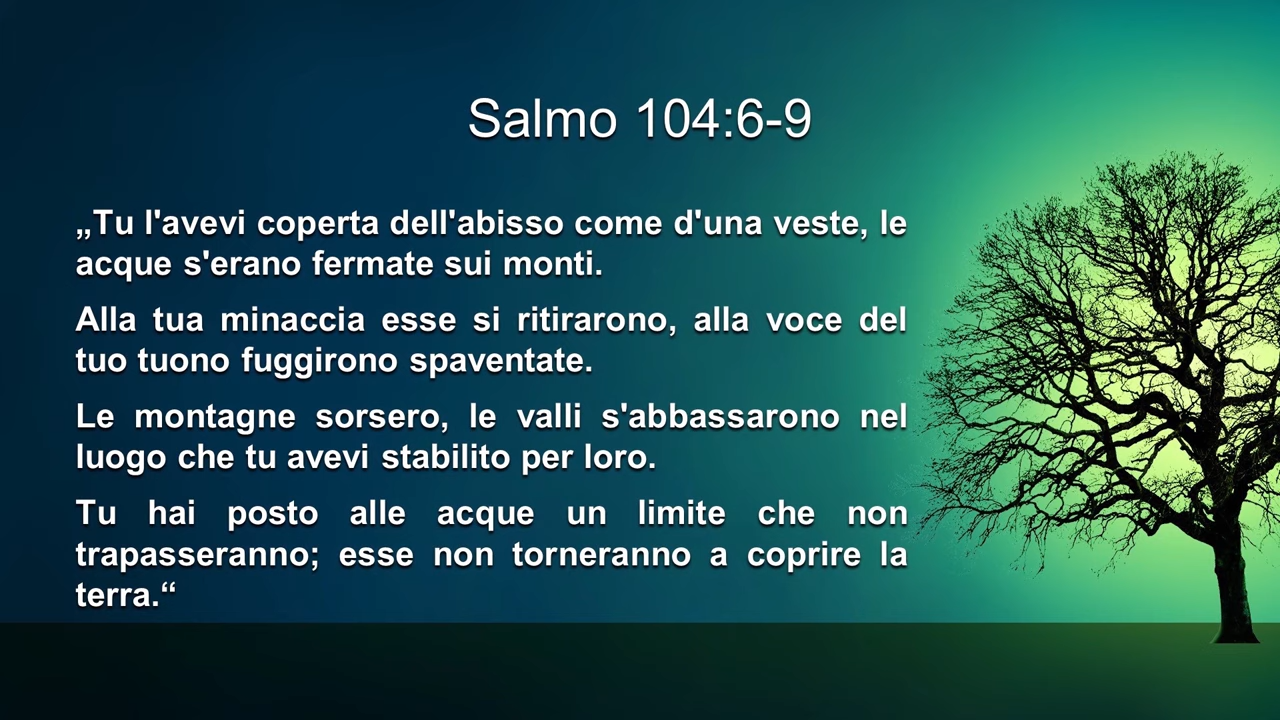 Salmo 104:6-9
„Tu l'avevi coperta dell'abisso come d'una veste, le
acque s'erano fermate sui monti.
Alla tua minaccia esse si ritirarono, alla voce del
tuo tuono fuggirono spaventate.
Le montagne sorsero, le valli s'abbassarono nel
luogo che tu avevi stabilito per loro.
Tu hai posto alle acque un limite che non
trapasseranno; esse non torneranno a coprire la
terra.“